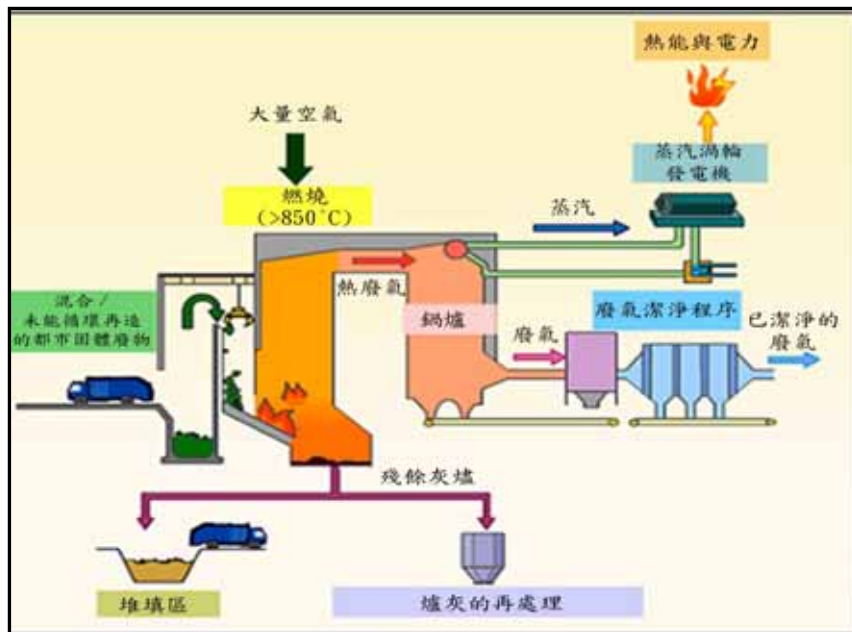 熱能與電力
大量空氣
蒸汽渦輪
發電機
燃燒
(>850°C)
蒸汽
混合/
未能循環再造
的都市固體廢物
熱廢氣
鍋爐
廢氣
廢氣潔淨程序
已潔淨的
廢氣
殘餘灰燼
堆填區
爐灰的再處理